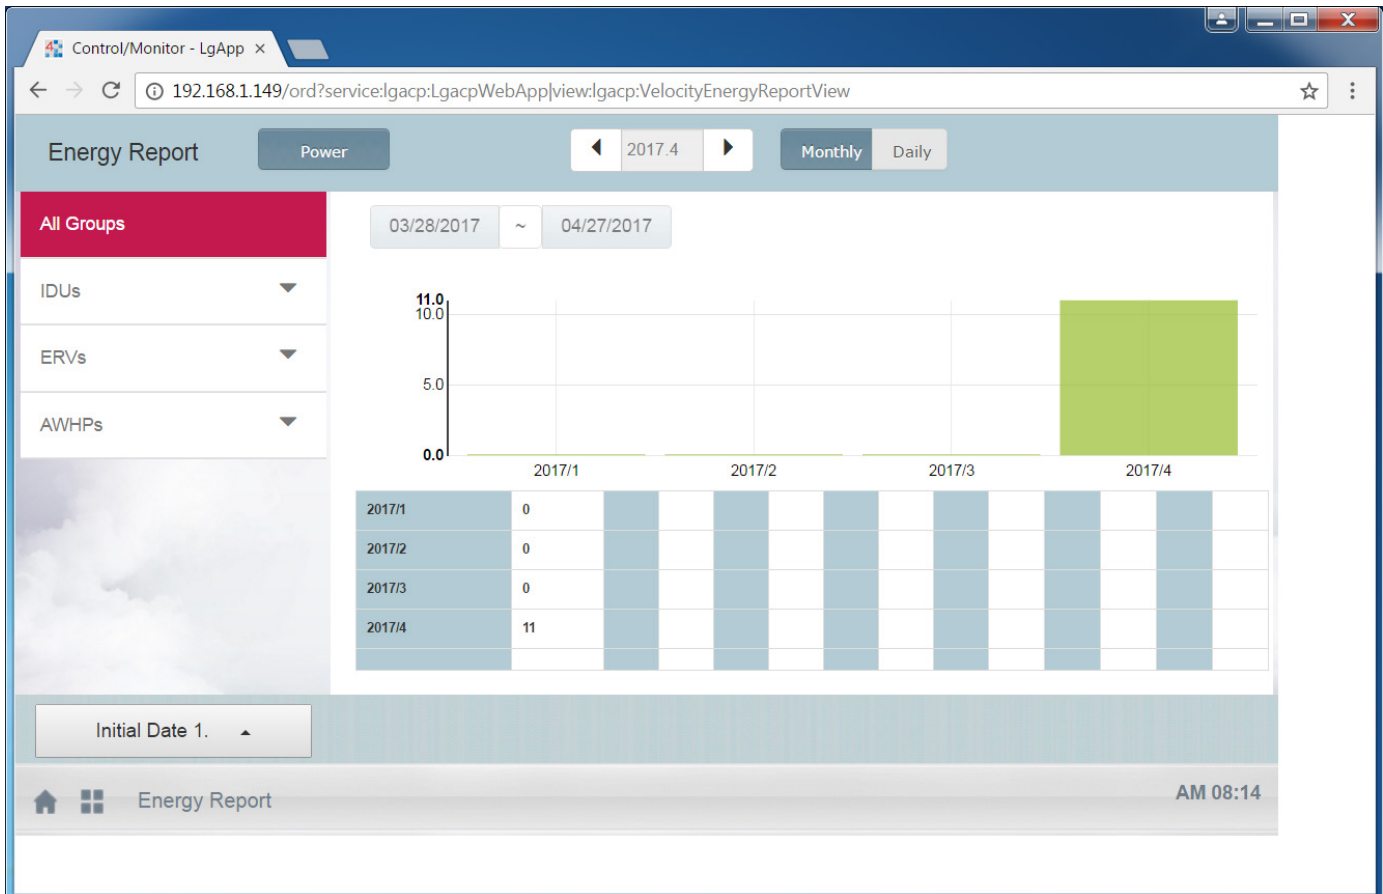 Control/Monitor - LgApp ×
192.168.1.149/ord?service:lgacp:LgacpWebApp|view:lgacp:VelocityEnergyReportView
Energy Report Power 2017.4 Monthly Daily
All Groups
IDUs
ERVs
AWHPs
03/28/2017 ~ 04/27/2017
11.0
10.0
5.0
0.0
2017/1 2017/2 2017/3 2017/4
2017/1 0
2017/2 0
2017/3 0
2017/4 11
Initial Date 1.
Energy Report AM 08:14